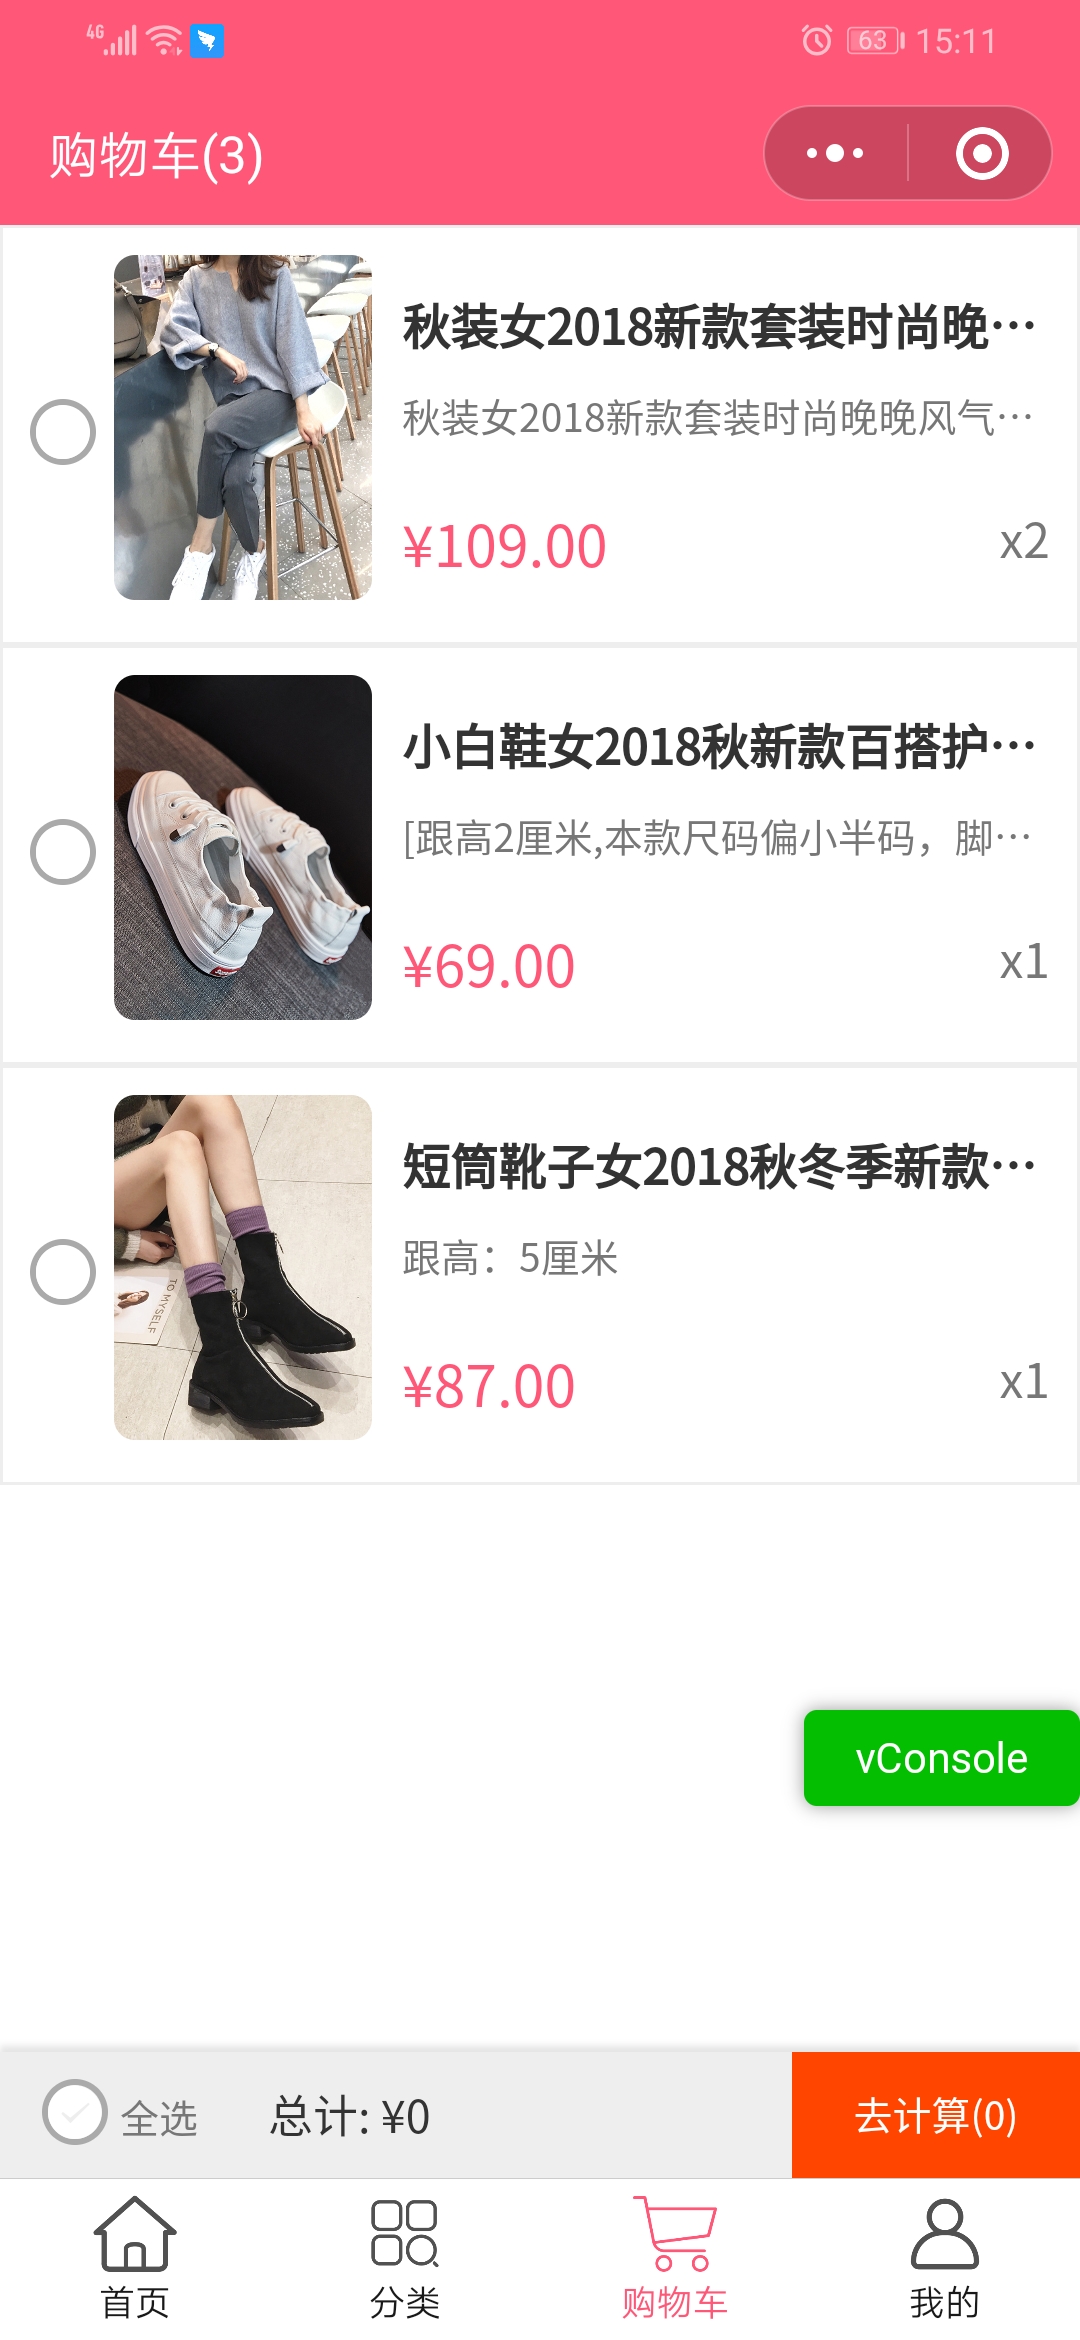 4G
63 15:11
购物车(3)
秋装女2018新款套装时尚晚…
秋装女2018新款套装时尚晚晚风气…
¥109.00 x2
小白鞋女2018秋新款百搭护…
[跟高2厘米,本款尺码偏小半码，脚…
¥69.00 x1
短筒靴子女2018秋冬季新款…
跟高：5厘米
¥87.00 x1
TO MYSELF
vConsole
全选 总计: ¥0 去计算(0)
首页 分类 购物车 我的